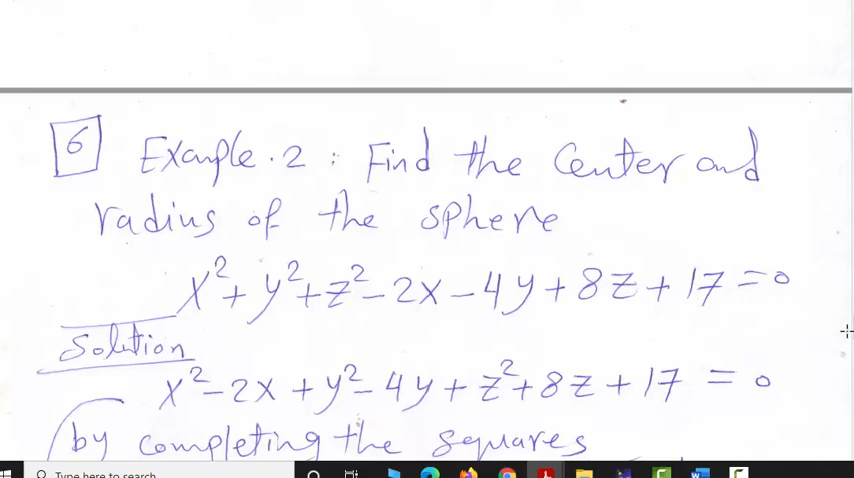 6 Example.2 : Find the Center and
radius of the sphere
x²+y²+z²-2x-4y+8z+17=0
Solution
x²-2x+y²-4y+z²+8z+17=0
by completing the squares
Type here to search